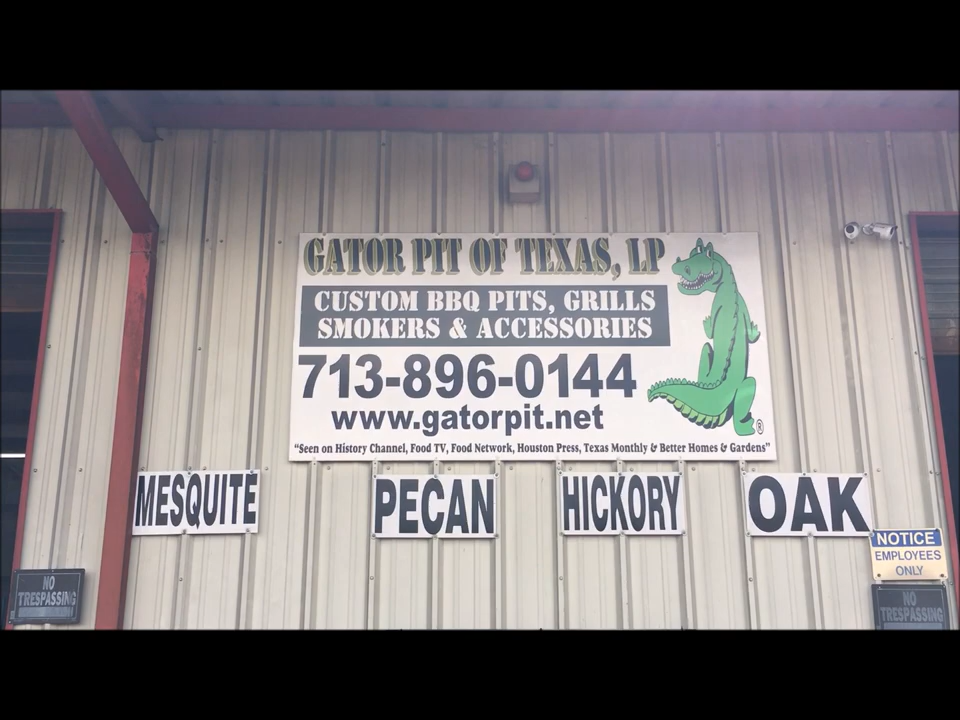 GATOR PIT OF TEXAS, LP
CUSTOM BBQ PITS, GRILLS
SMOKERS & ACCESSORIES
713-896-0144
www.gatorpit.net
®
"Seen on History Channel, Food TV, Food Network, Houston Press, Texas Monthly & Better Homes & Gardens"
MESQUITE
PECAN
HICKORY
OAK
NOTICE
EMPLOYEES
ONLY
NO
TRESPASSING
NO
TRESPASSING